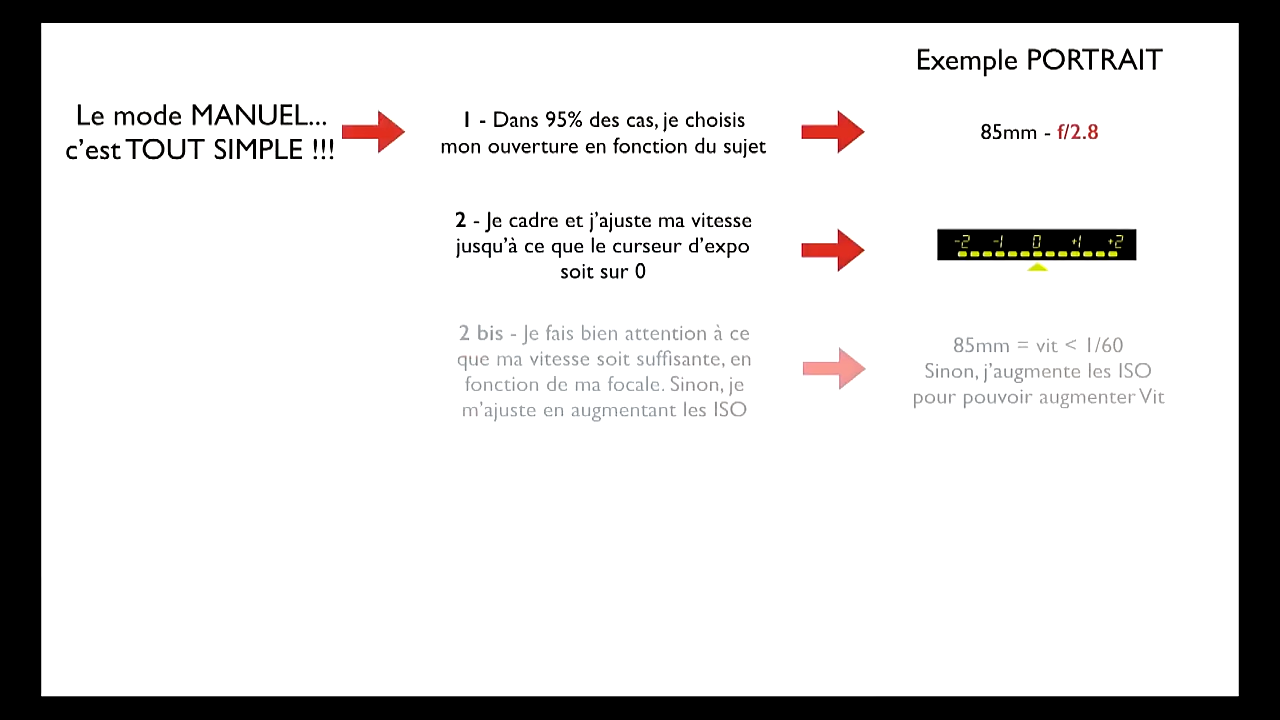 Exemple PORTRAIT
Le mode MANUEL...
c'est TOUT SIMPLE !!!
1 - Dans 95% des cas, je choisis
mon ouverture en fonction du sujet
85mm - f/2.8
2 - Je cadre et j'ajuste ma vitesse
jusqu'à ce que le curseur d'expo
soit sur 0
-2 -1 0 +1 +2
2 bis - Je fais bien attention à ce
que ma vitesse soit suffisante, en
fonction de ma focale. Sinon, je
m'ajuste en augmentant les ISO
85mm = vit < 1/60
Sinon, j'augmente les ISO
pour pouvoir augmenter Vit